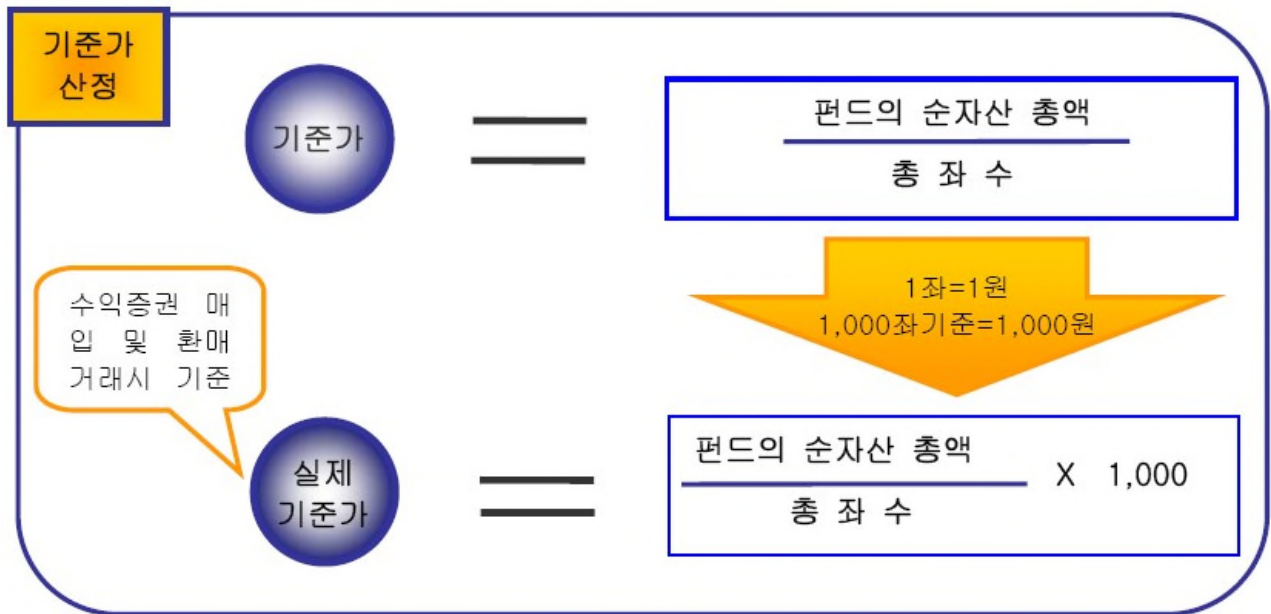 기준가
산정
기준가
펀드의 순자산 총액
총 좌 수
1좌=1원
1,000좌기준=1,000원
수익증권 매
입 및 환매
거래시 기준
실제
기준가
펀드의 순자산 총액
X 1,000
총 좌 수